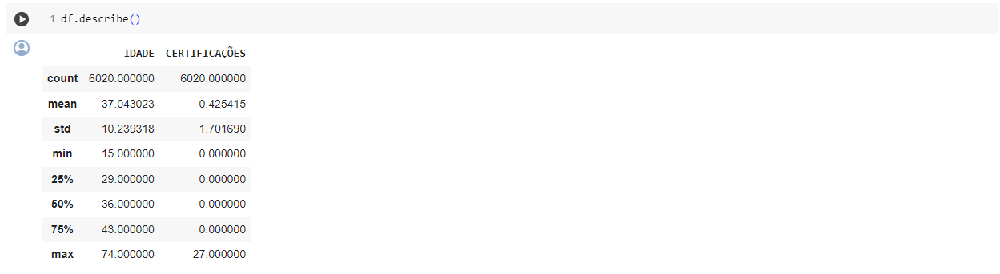 1 df.describe()
IDADE CERTIFICAÇÕES
count 6020.000000 6020.000000
mean 37.043023 0.425415
std 10.239318 1.701690
min 15.000000 0.000000
25% 29.000000 0.000000
50% 36.000000 0.000000
75% 43.000000 0.000000
max 74.000000 27.000000